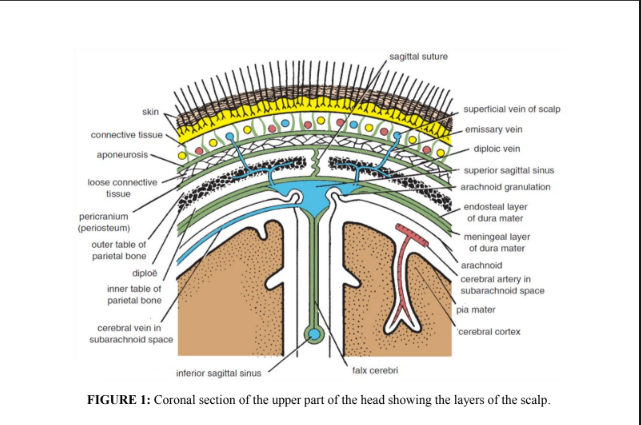 sagittal suture
skin
connective tissue
aponeurosis
loose connective
tissue
pericranium
(periosteum)
outer table of
parietal bone
diploë
inner table of
parietal bone
cerebral vein in
subarachnoid space
inferior sagittal sinus
superficial vein of scalp
emissary vein
diploic vein
superior sagittal sinus
arachnoid granulation
endosteal layer
of dura mater
meningeal layer
of dura mater
arachnoid
cerebral artery in
subarachnoid space
pia mater
cerebral cortex
falx cerebri
FIGURE 1: Coronal section of the upper part of the head showing the layers of the scalp.